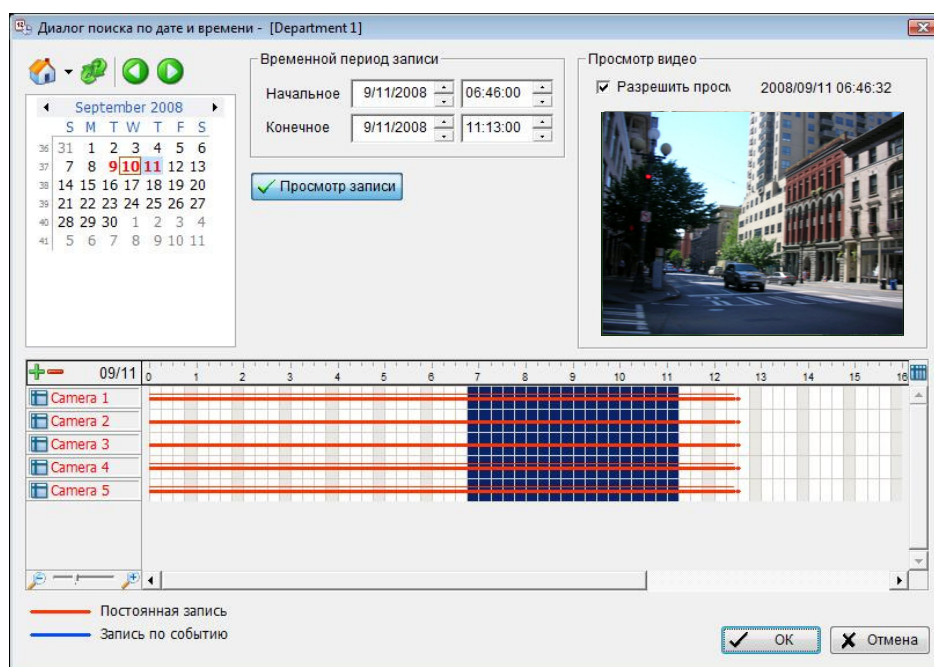 Диалог поиска по дате и времени - [Department 1]
Временной период записи
Начальное 9/11/2008 06:46:00
Конечное 9/11/2008 11:13:00
Просмотр записи
Просмотр видео
Разрешить проси 2008/09/11 06:46:32
September 2008
S M T W T F S
36 31 1 2 3 4 5 6
37 7 8 9 10 11 12 13
38 14 15 16 17 18 19 20
39 21 22 23 24 25 26 27
40 28 29 30 1 2 3 4
41 5 6 7 8 9 10 11
09/11 0 1 2 3 4 5 6 7 8 9 10 11 12 13 14 15 16
Camera 1
Camera 2
Camera 3
Camera 4
Camera 5
Постоянная запись
Запись по событию
OK Отмена